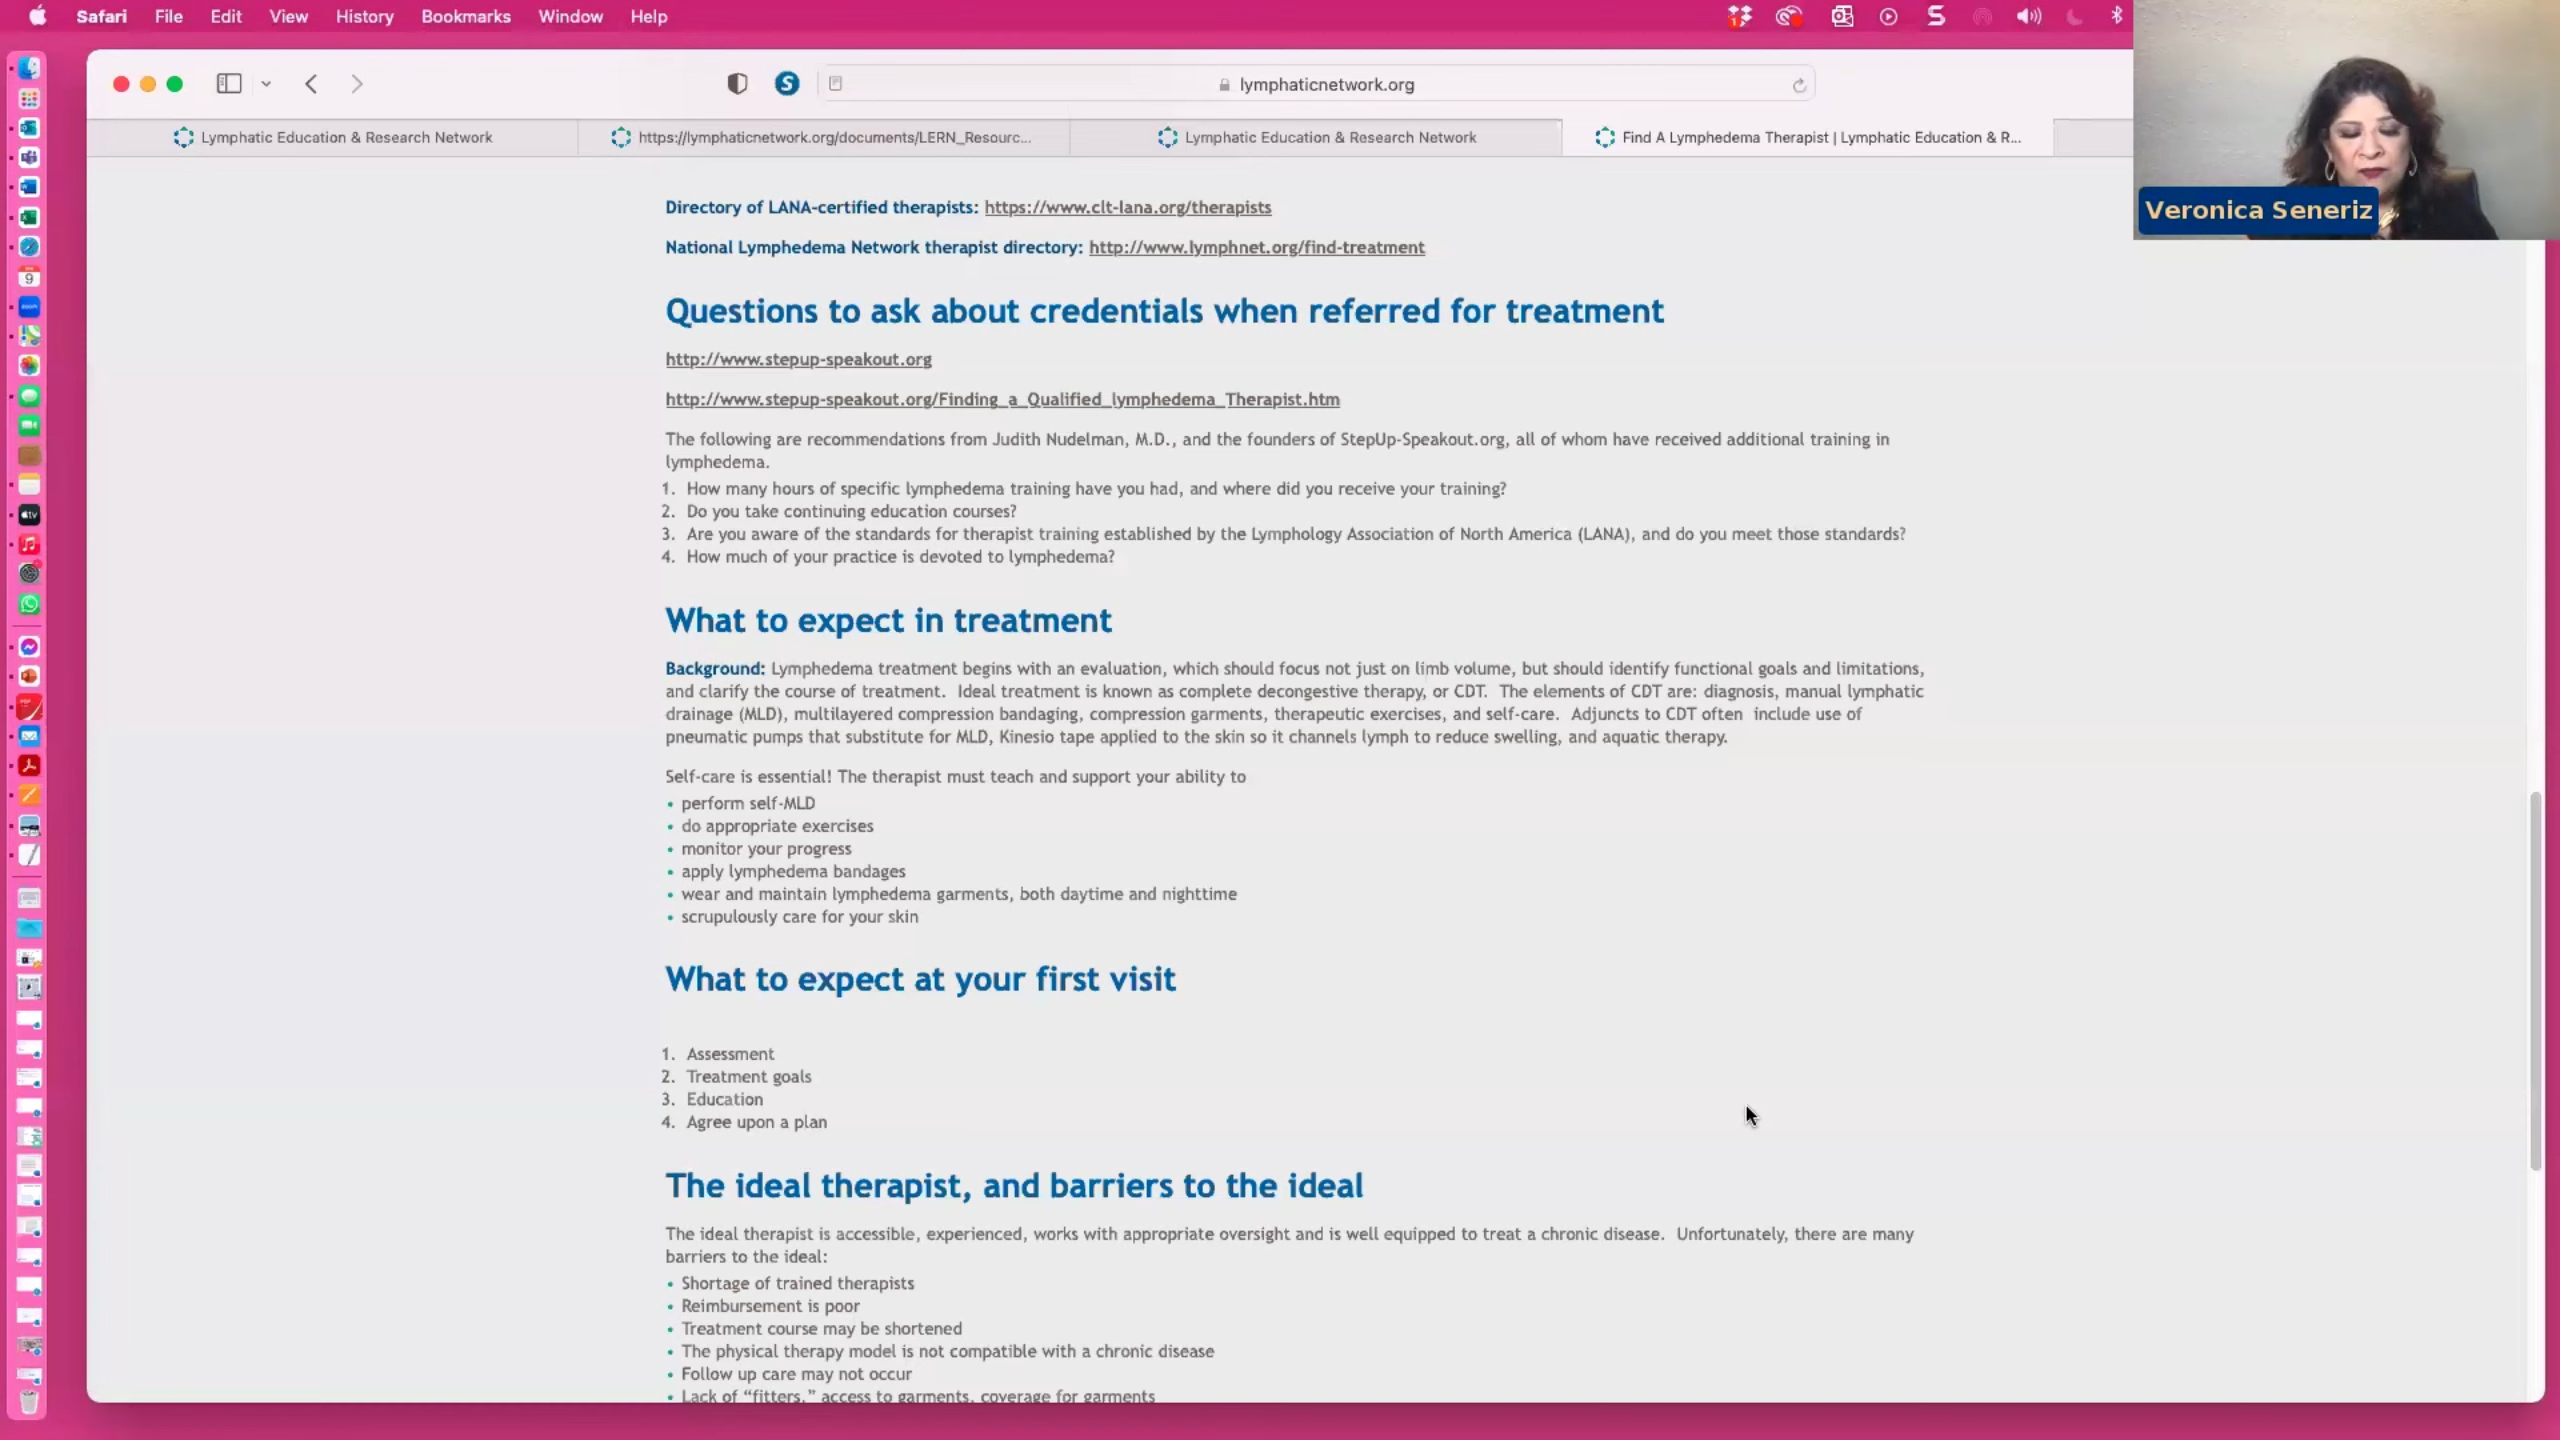 Safari File Edit View History Bookmarks Window Help
lymphaticnetwork.org
Lymphatic Education & Research Network
https://lymphaticnetwork.org/documents/LERN_Resourc...
Lymphatic Education & Research Network
Find A Lymphedema Therapist | Lymphatic Education & R...
Veronica Seneriz
Directory of LANA-certified therapists: https://www.clt-lana.org/therapists
National Lymphedema Network therapist directory: http://www.lymphnet.org/find-treatment
Questions to ask about credentials when referred for treatment
http://www.stepup-speakout.org
http://www.stepup-speakout.org/Finding_a_Qualified_lymphedema_Therapist.htm
The following are recommendations from Judith Nudelman, M.D., and the founders of StepUp-Speakout.org, all of whom have received additional training in
lymphedema.
1. How many hours of specific lymphedema training have you had, and where did you receive your training?
2. Do you take continuing education courses?
3. Are you aware of the standards for therapist training established by the Lymphology Association of North America (LANA), and do you meet those standards?
4. How much of your practice is devoted to lymphedema?
What to expect in treatment
Background: Lymphedema treatment begins with an evaluation, which should focus not just on limb volume, but should identify functional goals and limitations,
and clarify the course of treatment. Ideal treatment is known as complete decongestive therapy, or CDT. The elements of CDT are: diagnosis, manual lymphatic
drainage (MLD), multilayered compression bandaging, compression garments, therapeutic exercises, and self-care. Adjuncts to CDT often include use of
pneumatic pumps that substitute for MLD, Kinesio tape applied to the skin so it channels lymph to reduce swelling, and aquatic therapy.
Self-care is essential! The therapist must teach and support your ability to
• perform self-MLD
• do appropriate exercises
• monitor your progress
• apply lymphedema bandages
• wear and maintain lymphedema garments, both daytime and nighttime
• scrupulously care for your skin
What to expect at your first visit
1. Assessment
2. Treatment goals
3. Education
4. Agree upon a plan
The ideal therapist, and barriers to the ideal
The ideal therapist is accessible, experienced, works with appropriate oversight and is well equipped to treat a chronic disease. Unfortunately, there are many
barriers to the ideal:
• Shortage of trained therapists
• Reimbursement is poor
• Treatment course may be shortened
• The physical therapy model is not compatible with a chronic disease
• Follow up care may not occur
• Lack of “fitters,” access to garments, coverage for garments